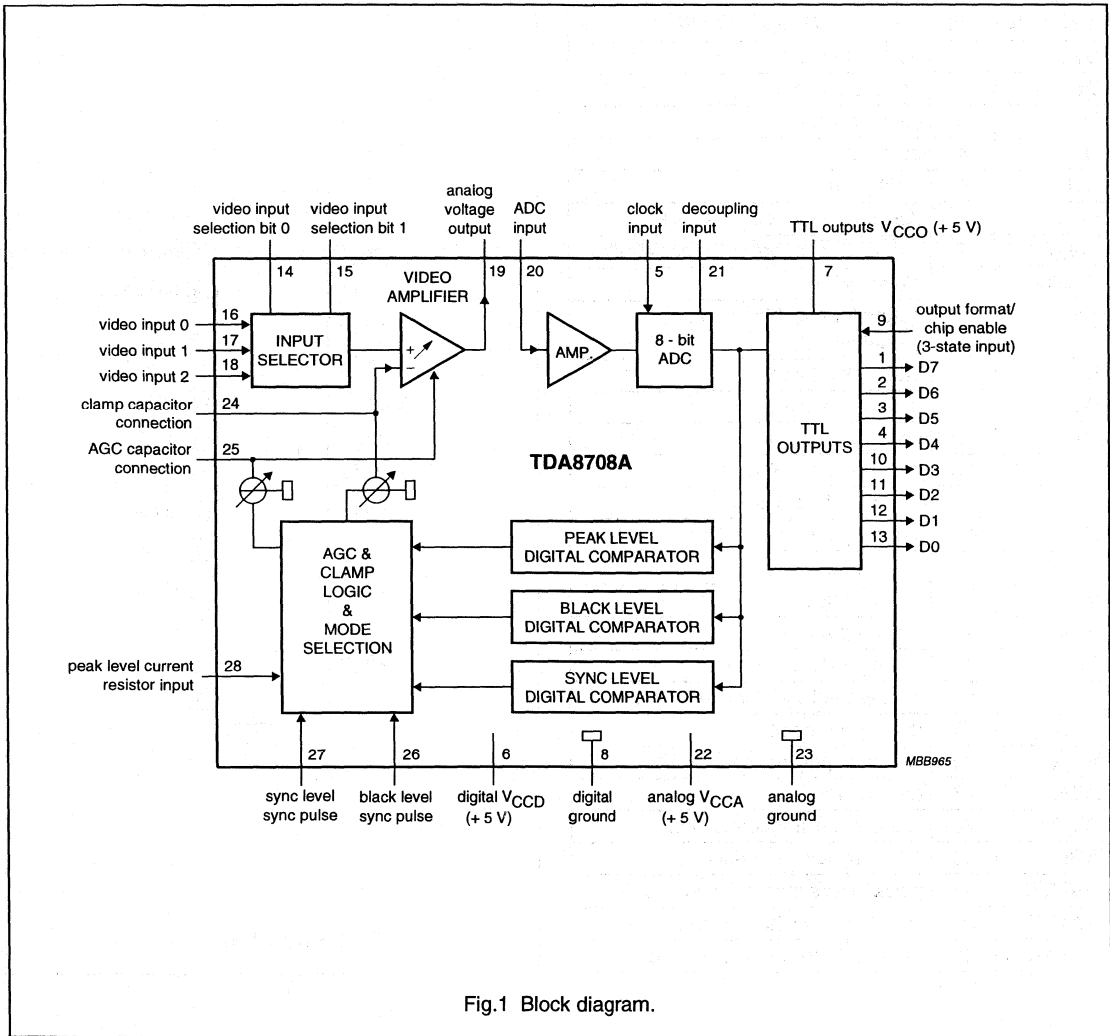 video input
selection bit 0
video input
selection bit 1
analog
voltage
output
ADC
input
clock
input
decoupling
input
TTL outputs VCCO (+ 5 V)
14
15
VIDEO
AMPLIFIER
19
20
5
21
7
video input 0
16
video input 1
17
video input 2
18
INPUT
SELECTOR
+
−
AMP.
8 - bit
ADC
TTL
OUTPUTS
9
output format/
chip enable
(3-state input)
1
D7
2
D6
3
D5
4
D4
10
D3
11
D2
12
D1
13
D0
clamp capacitor
connection
24
AGC capacitor
connection
25
TDA8708A
AGC &
CLAMP
LOGIC
&
MODE
SELECTION
PEAK LEVEL
DIGITAL COMPARATOR
BLACK LEVEL
DIGITAL COMPARATOR
SYNC LEVEL
DIGITAL COMPARATOR
peak level current
resistor input
28
27
26
6
8
22
23
MBB965
sync level
sync pulse
black level
sync pulse
digital VCCD
(+ 5 V)
digital
ground
analog VCCA
(+ 5 V)
analog
ground
Fig.1 Block diagram.